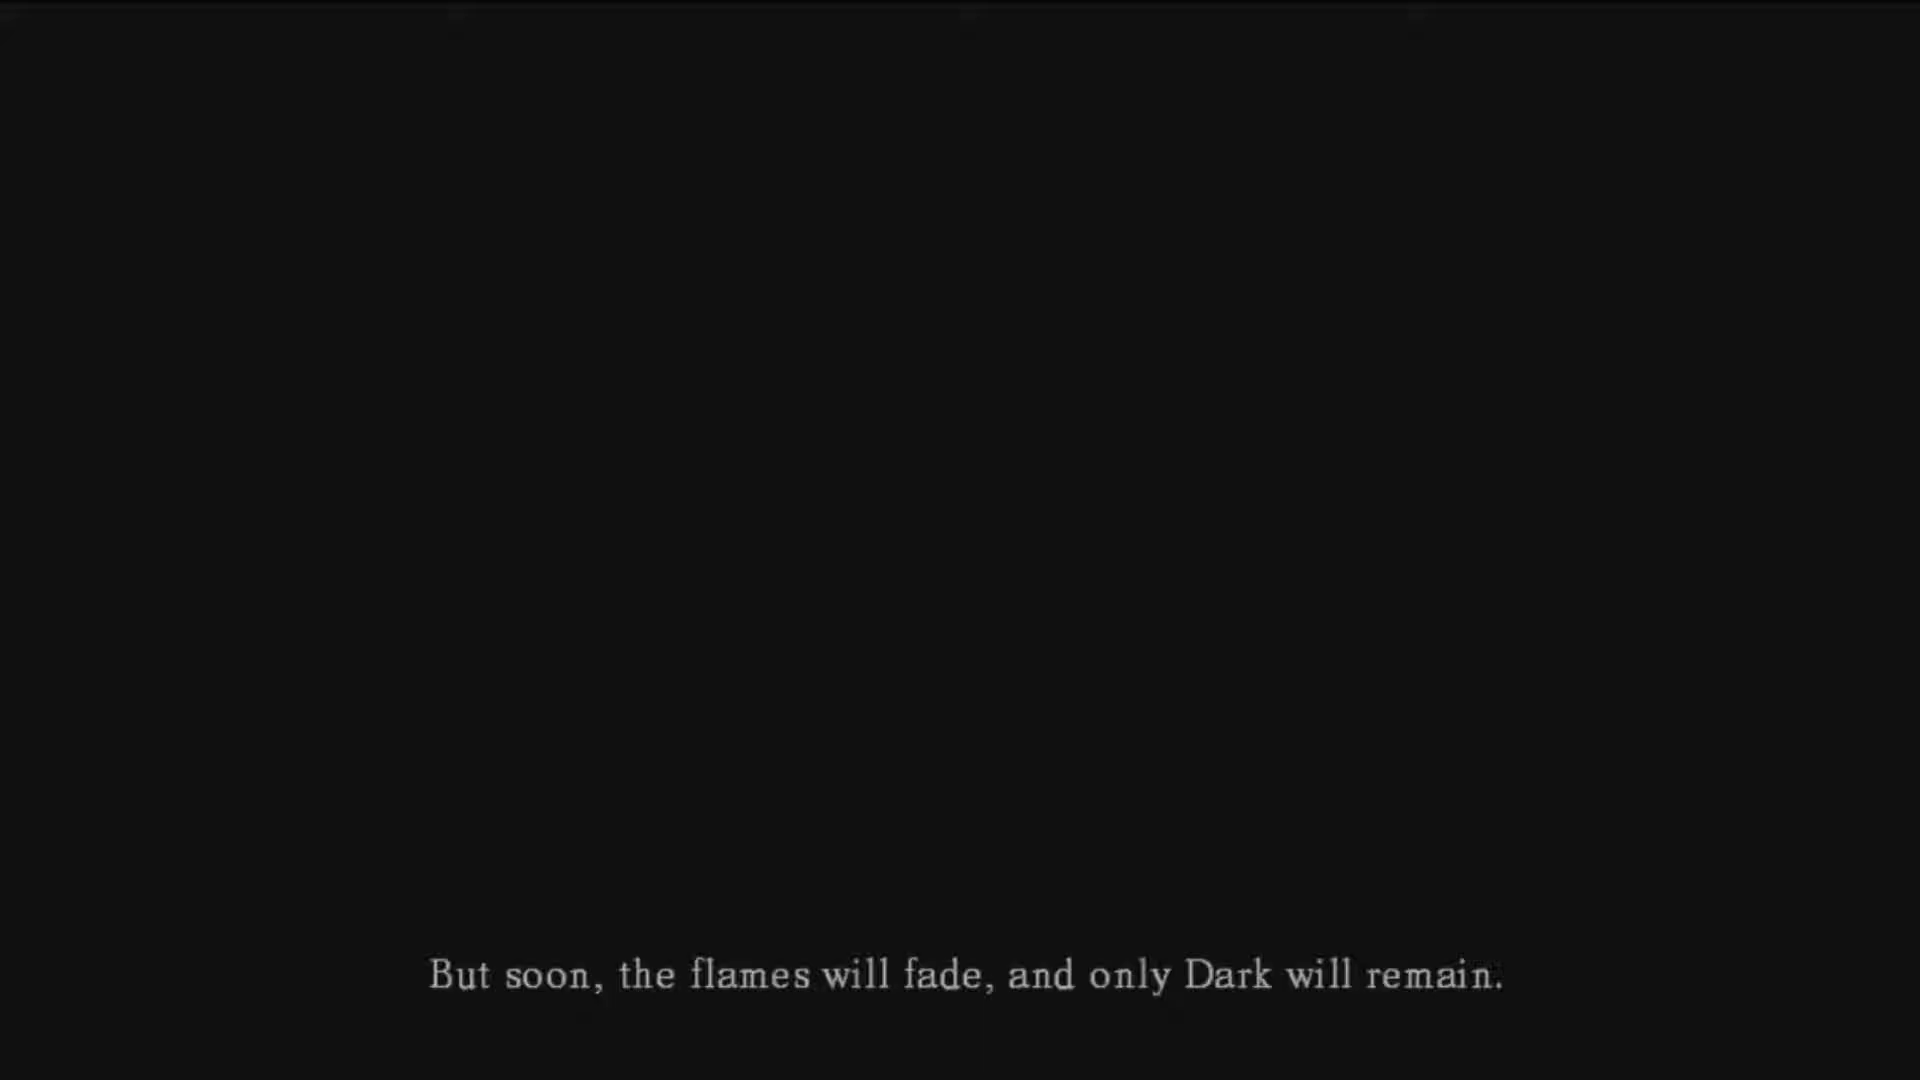 But soon, the flames will fade, and only Dark will remain.